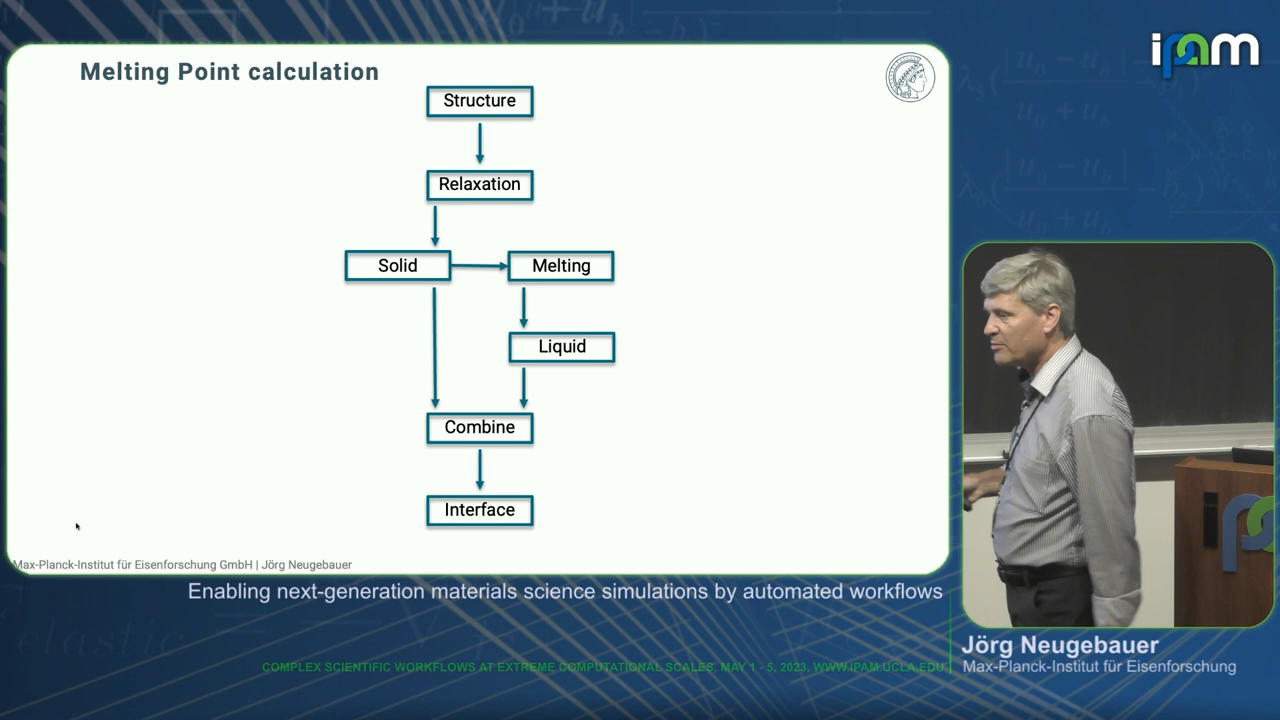 ipam
Melting Point calculation
Structure
Relaxation
Solid
Melting
Liquid
Combine
Interface
Max-Planck-Institut für Eisenforschung GmbH | Jörg Neugebauer
Enabling next-generation materials science simulations by automated workflows
Jörg Neugebauer
Max-Planck-Institut für Eisenforschung
COMPLEX SCIENTIFIC WORKFLOWS AT EXTREME COMPUTATIONAL SCALES, MAY 1 - 5, 2023, WWW.IPAM.UCLA.EDU
elastic